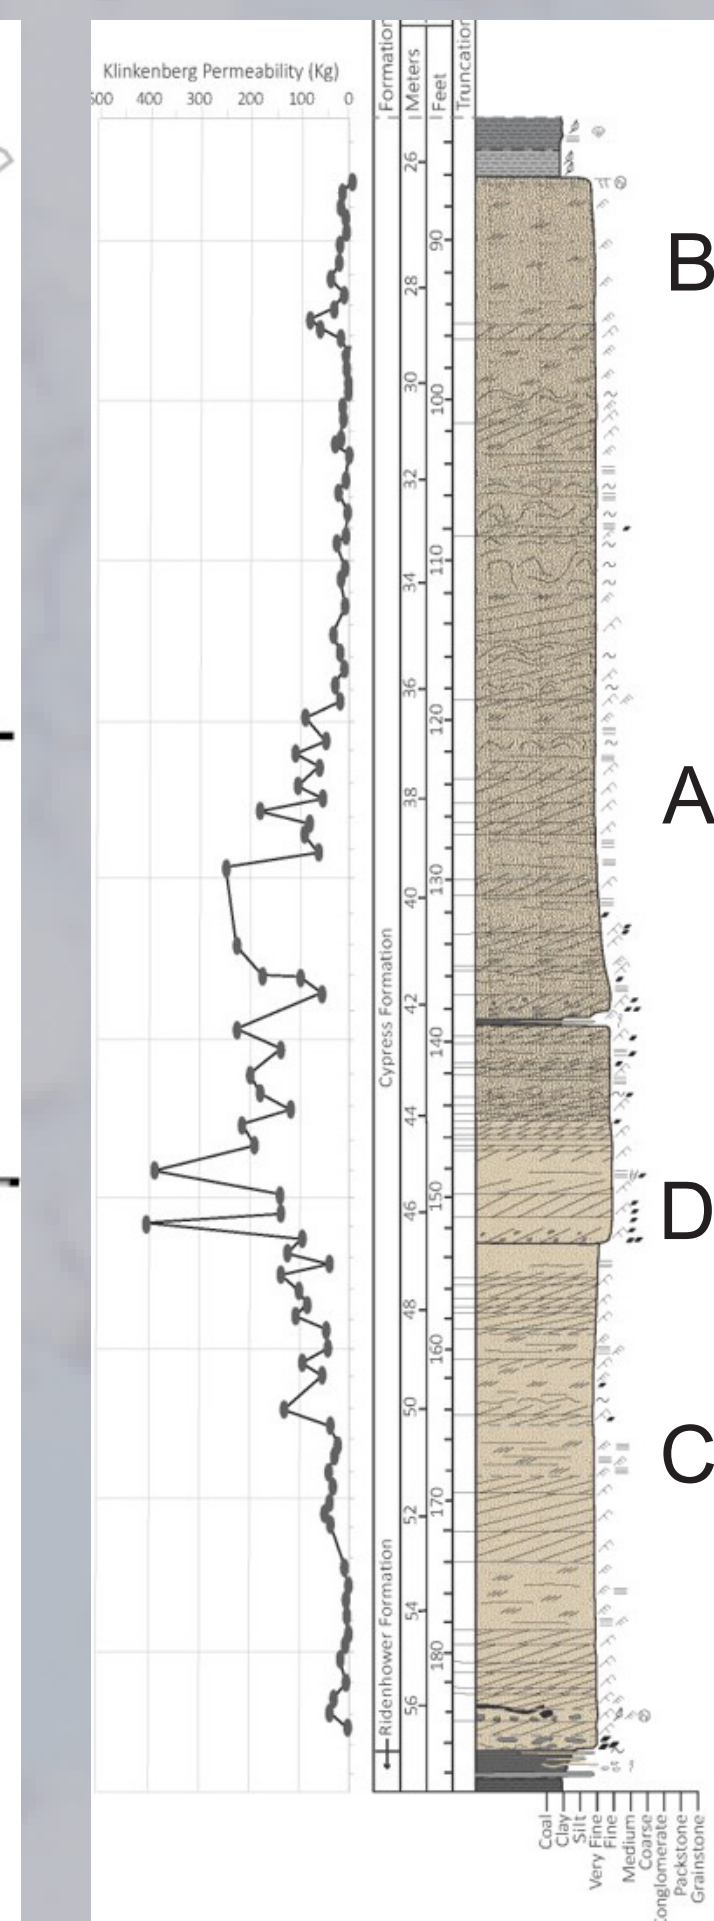 Klinkenberg Permeability (Kg)
500 400 300 200 100 0
Formation
Meters
Feet
Truncation
26
28
30
32
34
36
38
40
42
44
46
48
50
52
54
56
90
100
110
120
130
140
150
160
170
180
Cypress Formation
Ridenhower Formation
B
A
D
C
Coal
Clay
Silt
Very Fine
Fine
Medium
Coarse
Conglomerate
Packstone
Grainstone